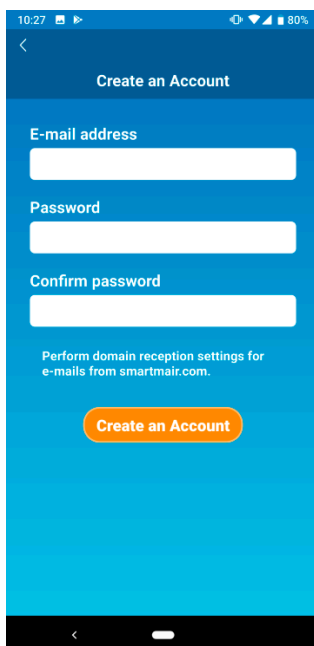 10:27 80%
Create an Account
E-mail address
Password
Confirm password
Perform domain reception settings for
e-mails from smartmair.com.
Create an Account